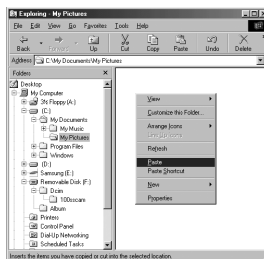 Exploring - My Pictures
File Edit View Go Favorites Tools Help
Back Forward Up Cut Copy Paste Undo Delete
Address C:\My Documents\My Pictures
Folders
Desktop
My Computer
3½ Floppy (A:)
(C:)
My Documents
My Music
My Pictures
Program Files
Windows
(D:)
Samsung (E:)
Removable Disk (F:)
Dcim
100sscam
Album
Printers
Control Panel
Dial-Up Networking
Scheduled Tasks
View
Customize this Folder...
Arrange Icons
Line Up Icons
Refresh
Paste
Paste Shortcut
New
Properties
Inserts the items you have copied or cut into the selected location.